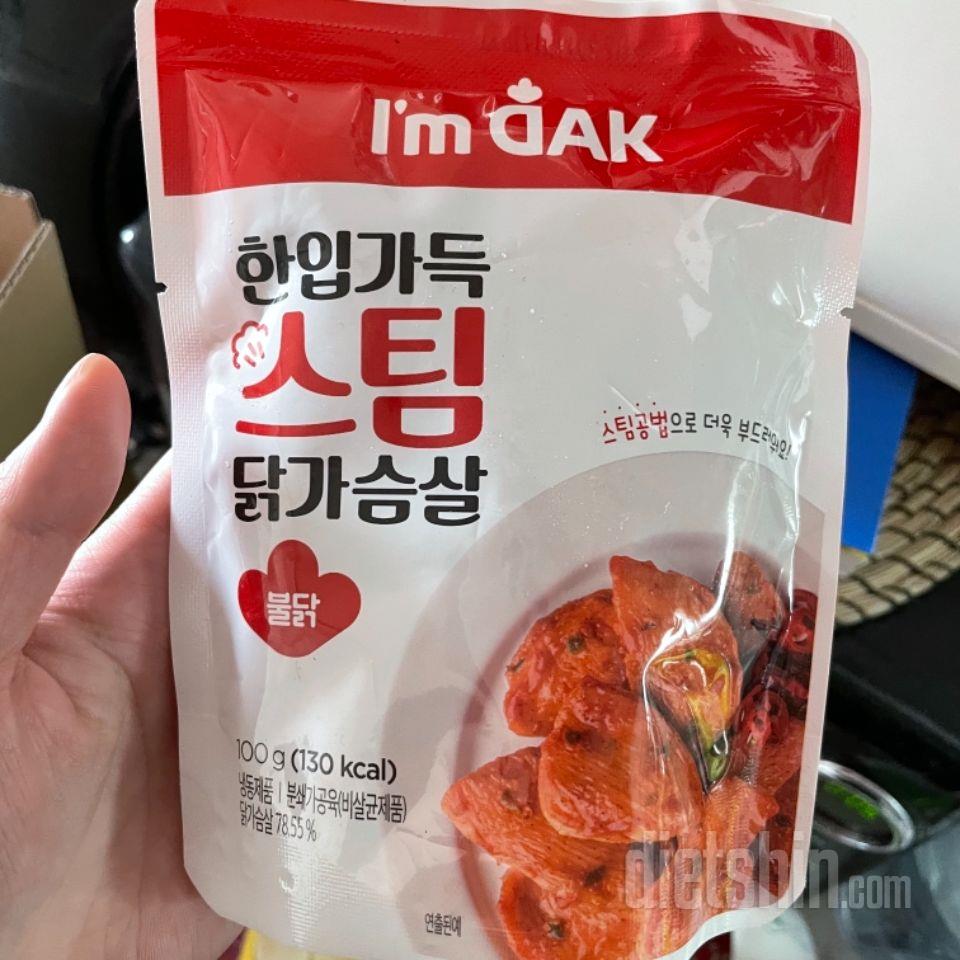 I'm DAK
한입가득
스팀
닭가슴살
스팀공법으로 더욱 부드러워요!
불닭
100 g (130 kcal)
냉동제품 | 분쇄가공육(비살균제품)
닭가슴살 78.55 %
연출된예
dietshin.com